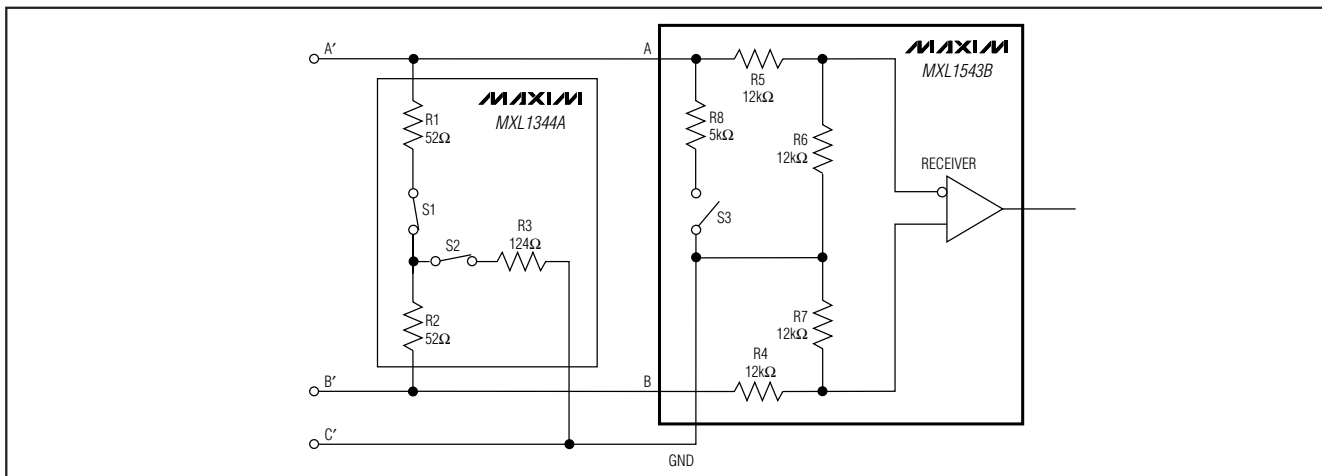 A′
A
MAXIM
MXL1543B
R5
12kΩ
MAXIM
MXL1344A
R1
52Ω
R8
5kΩ
R6
12kΩ
RECEIVER
S1
S3
R3
124Ω
S2
R2
52Ω
R7
12kΩ
R4
12kΩ
B′
B
C′
GND